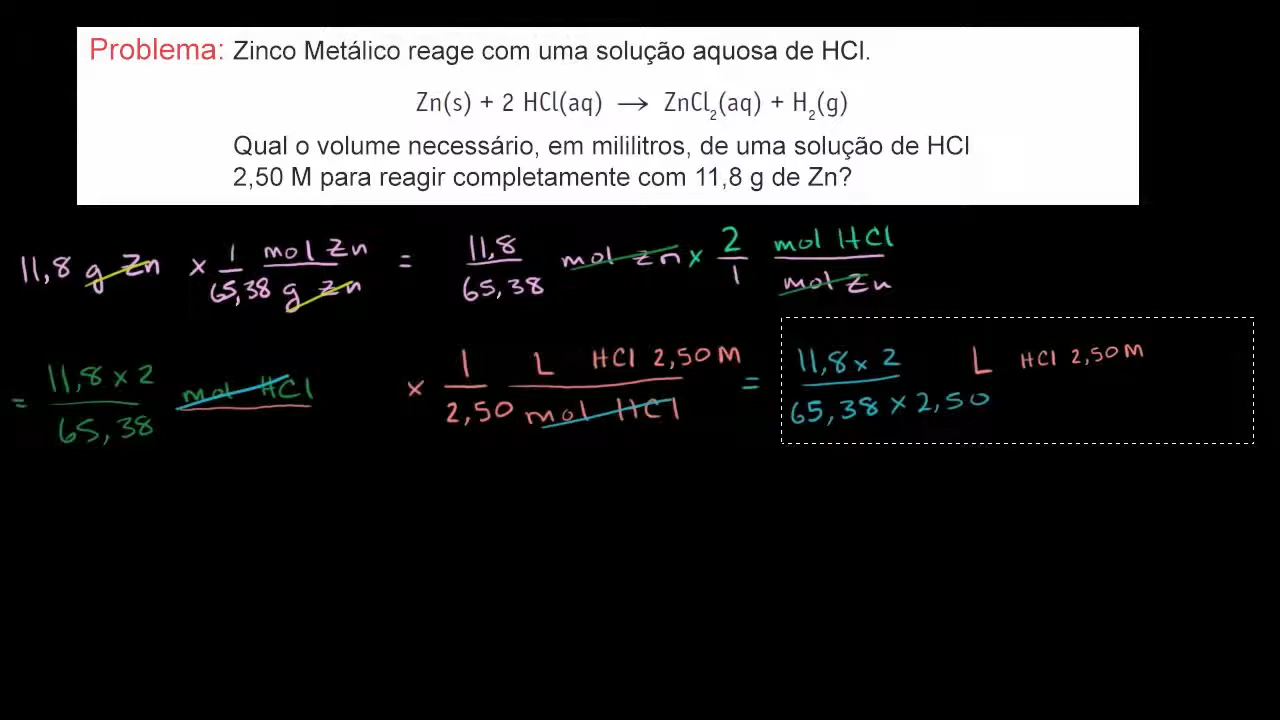 Problema: Zinco Metálico reage com uma solução aquosa de HCl.
Zn(s) + 2 HCl(aq) → ZnCl₂(aq) + H₂(g)
Qual o volume necessário, em mililitros, de uma solução de HCl
2,50 M para reagir completamente com 11,8 g de Zn?
11,8 g Zn × 1/65,38 mol Zn/g Zn = 11,8/65,38 mol Zn × 2/1 mol HCl/mol Zn
= 11,8 × 2/65,38 mol HCl × 1/2,50 L HCl 2,50 M/mol HCl = 11,8 × 2/65,38 × 2,50 L HCl 2,50 M